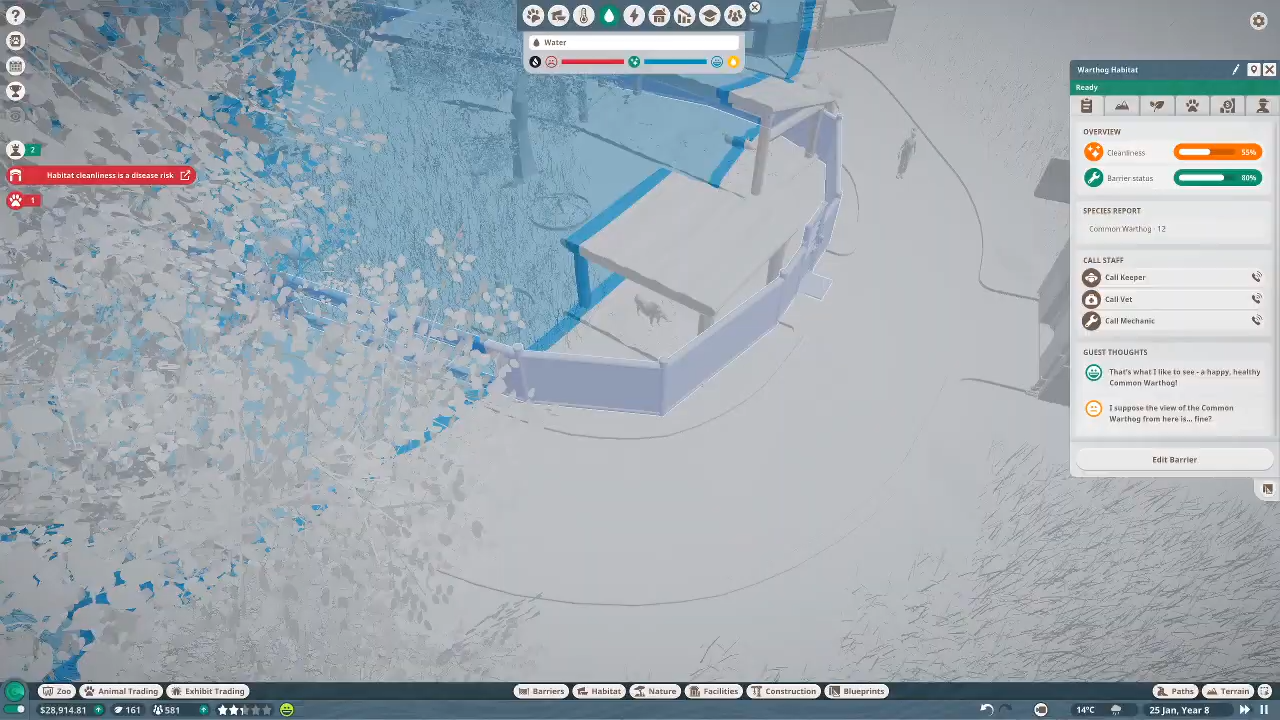 ?
Water
Warthog Habitat
Ready
2
Habitat cleanliness is a disease risk
1
OVERVIEW
Cleanliness 55%
Barrier status 80%
SPECIES REPORT
Common Warthog - 12
CALL STAFF
Call Keeper
Call Vet
Call Mechanic
GUEST THOUGHTS
That's what I like to see - a happy, healthy
Common Warthog!
I suppose the view of the Common
Warthog from here is... fine?
Edit Barrier
Zoo Animal Trading Exhibit Trading Barriers Habitat Nature Facilities Construction Blueprints Paths Terrain
$28,914.81 161 581 14°C 25 Jan, Year 8